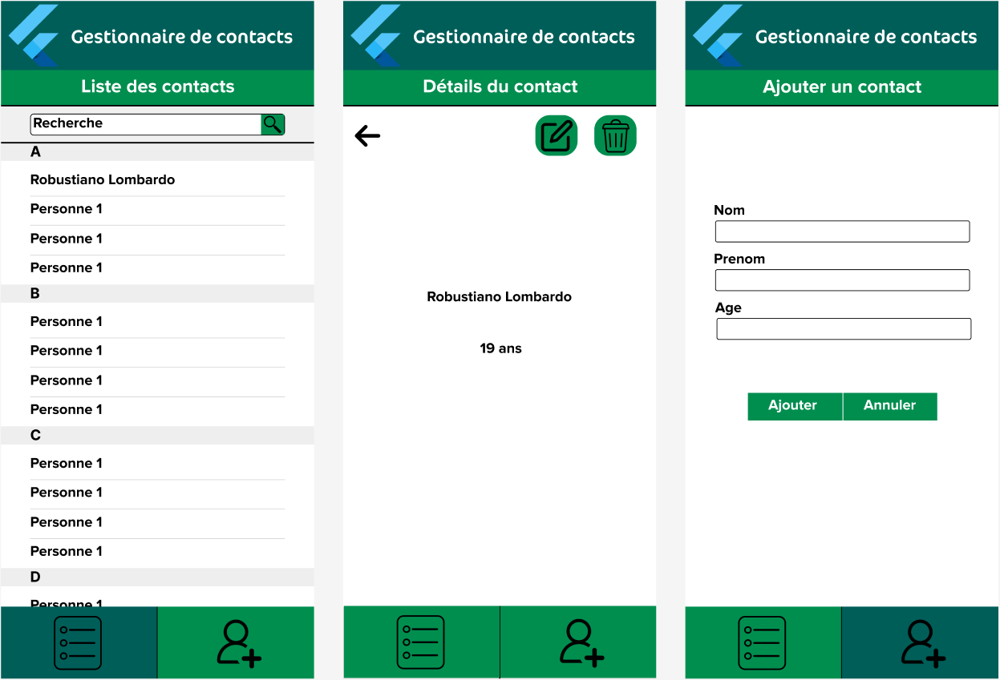 Gestionnaire de contacts
Liste des contacts
Recherche
A
Robustiano Lombardo
Personne 1
Personne 1
Personne 1
B
Personne 1
Personne 1
Personne 1
Personne 1
C
Personne 1
Personne 1
Personne 1
Personne 1
D
Personne 1
Gestionnaire de contacts
Détails du contact
Robustiano Lombardo
19 ans
Gestionnaire de contacts
Ajouter un contact
Nom
Prenom
Age
Ajouter
Annuler